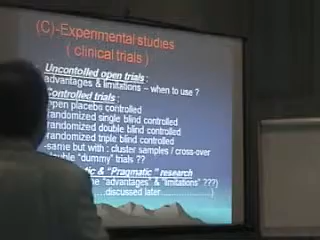 (C)-Experimental studies
( clinical trials )
Uncontolled open trials :
advantages & limitations – when to use ?
Controlled trials :
open placebo controlled
randomized single blind controlled
randomized double blind controlled
randomized triple blind controlled
-same but with : cluster samples / cross-over
double "dummy" trials ??
& "Pragmatic " research
"advantages" & "limitations" ???)
discussed later